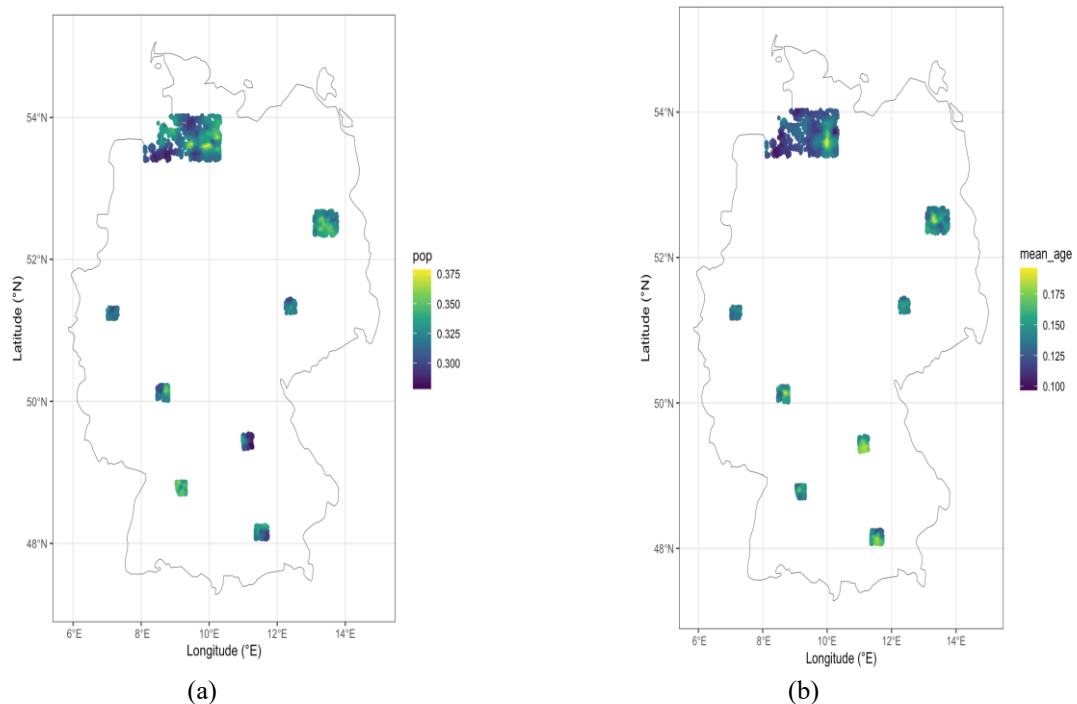 54°N
52°N
50°N
48°N
6°E 8°E 10°E 12°E 14°E
Longitude (°E)
Latitude (°N)
pop
0.375
0.350
0.325
0.300
(a)
54°N
52°N
50°N
48°N
6°E 8°E 10°E 12°E 14°E
Longitude (°E)
Latitude (°N)
mean_age
0.175
0.150
0.125
0.100
(b)